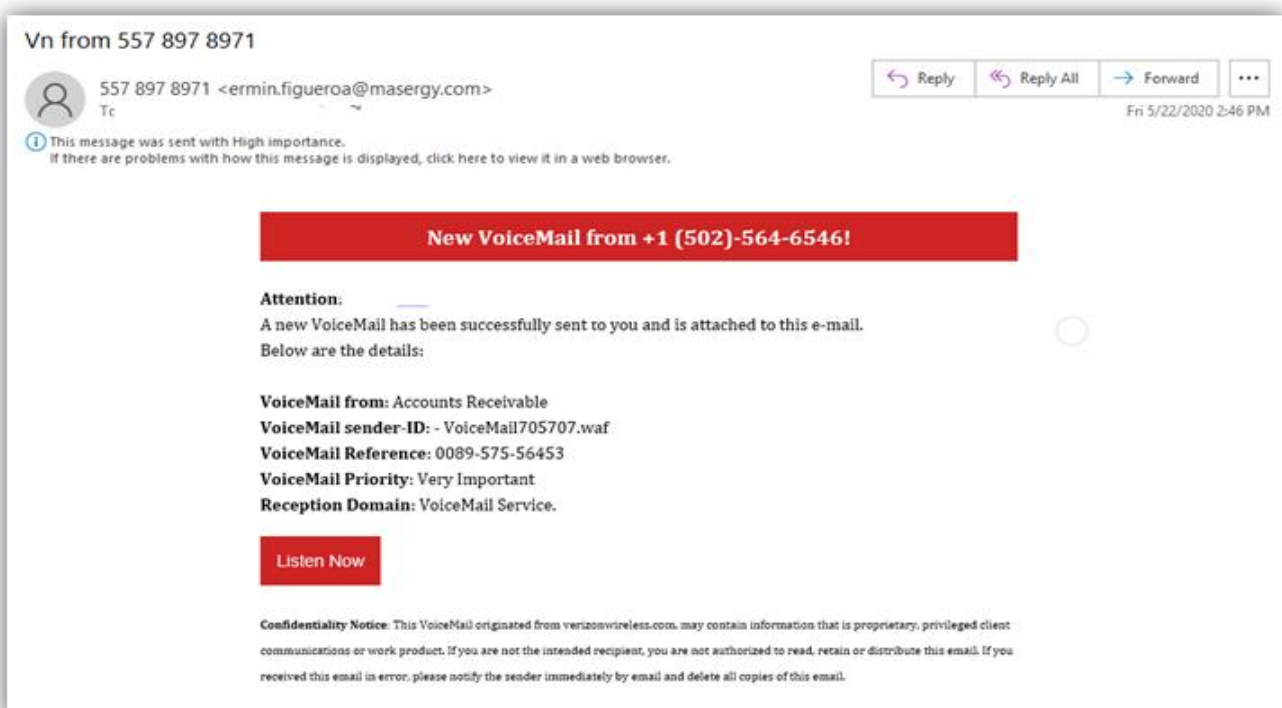 Vn from 557 897 8971
557 897 8971 <ermin.figueroa@masergy.com>
Reply
Reply All
Forward
...
Tc
Fri 5/22/2020 2:46 PM
This message was sent with High importance.
If there are problems with how this message is displayed, click here to view it in a web browser.
New VoiceMail from +1 (502)-564-6546!
Attention:
A new VoiceMail has been successfully sent to you and is attached to this e-mail.
Below are the details:
VoiceMail from: Accounts Receivable
VoiceMail sender-ID: - VoiceMail705707.waf
VoiceMail Reference: 0089-575-56453
VoiceMail Priority: Very Important
Reception Domain: VoiceMail Service.
Listen Now
Confidentiality Notice: This VoiceMail originated from verizonwireless.com, may contain information that is proprietary, privileged client
communications or work product. If you are not the intended recipient, you are not authorized to read, retain or distribute this email. If you
received this email in error, please notify the sender immediately by email and delete all copies of this email.